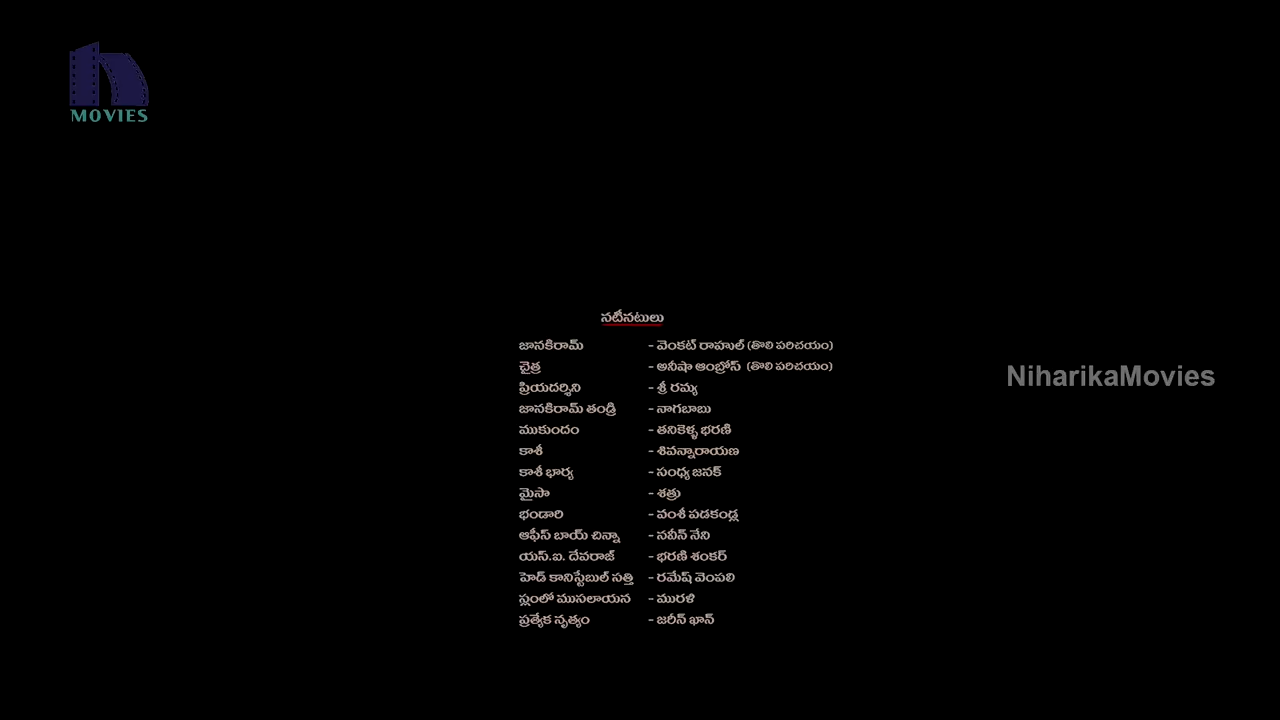 MOVIES
నటీనటులు
జానకిరామ్ - వెంకట్ రాహుల్ (తొలి పరిచయం)
చైత్ర - అనీషా ఆంబ్రోస్ (తొలి పరిచయం)
ప్రియదర్శిని - శ్రీ రమ్య
జానకిరామ్ తండ్రి - నాగబాబు
ముకుందం - తనికెళ్ళ భరణి
కాశీ - శివన్నారాయణ
కాశీ భార్య - సంధ్య జనక్
మైసా - శత్రు
భండారి - వంశీ పడకండ్ల
ఆఫీస్ బాయ్ చిన్నా - నవీన్ నేని
యస్.ఐ. దేవరాజ్ - భరణి శంకర్
హెడ్ కానిస్టేబుల్ సత్తి - రమేష్ వెంపలి
స్లంలో ముసలాయన - మురళి
ప్రత్యేక నృత్యం - జరీన్ ఖాన్
NiharikaMovies